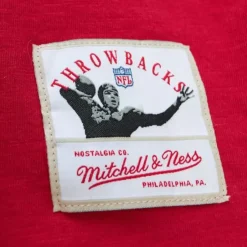 THROWBACKS
NFL
NOSTALGIA CO.
Mitchell & Ness
PHILADELPHIA, PA.